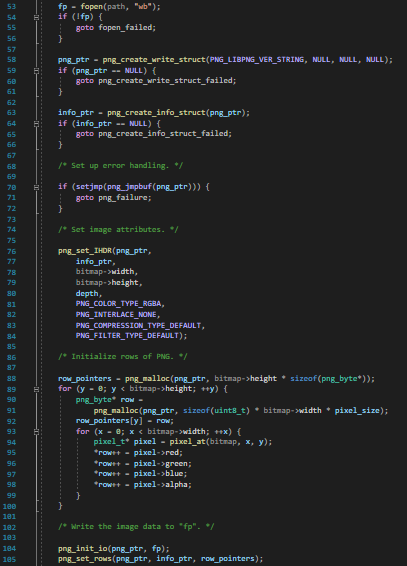 53 fp = fopen(path, "wb");
54 if (!fp) {
55 goto fopen_failed;
56 }
57
58 png_ptr = png_create_write_struct(PNG_LIBPNG_VER_STRING, NULL, NULL, NULL);
59 if (png_ptr == NULL) {
60 goto png_create_write_struct_failed;
61 }
62
63 info_ptr = png_create_info_struct(png_ptr);
64 if (info_ptr == NULL) {
65 goto png_create_info_struct_failed;
66 }
67
68 /* Set up error handling. */
69
70 if (setjmp(png_jmpbuf(png_ptr))) {
71 goto png_failure;
72 }
73
74 /* Set image attributes. */
75
76 png_set_IHDR(png_ptr,
77 info_ptr,
78 bitmap->width,
79 bitmap->height,
80 depth,
81 PNG_COLOR_TYPE_RGBA,
82 PNG_INTERLACE_NONE,
83 PNG_COMPRESSION_TYPE_DEFAULT,
84 PNG_FILTER_TYPE_DEFAULT);
85
86 /* Initialize rows of PNG. */
87
88 row_pointers = png_malloc(png_ptr, bitmap->height * sizeof(png_byte*));
89 for (y = 0; y < bitmap->height; ++y) {
90 png_byte* row =
91 png_malloc(png_ptr, sizeof(uint8_t) * bitmap->width * pixel_size);
92 row_pointers[y] = row;
93 for (x = 0; x < bitmap->width; ++x) {
94 pixel_t* pixel = pixel_at(bitmap, x, y);
95 *row++ = pixel->red;
96 *row++ = pixel->green;
97 *row++ = pixel->blue;
98 *row++ = pixel->alpha;
99 }
100 }
101
102 /* Write the image data to "fp". */
103
104 png_init_io(png_ptr, fp);
105 png_set_rows(png_ptr, info_ptr, row_pointers);